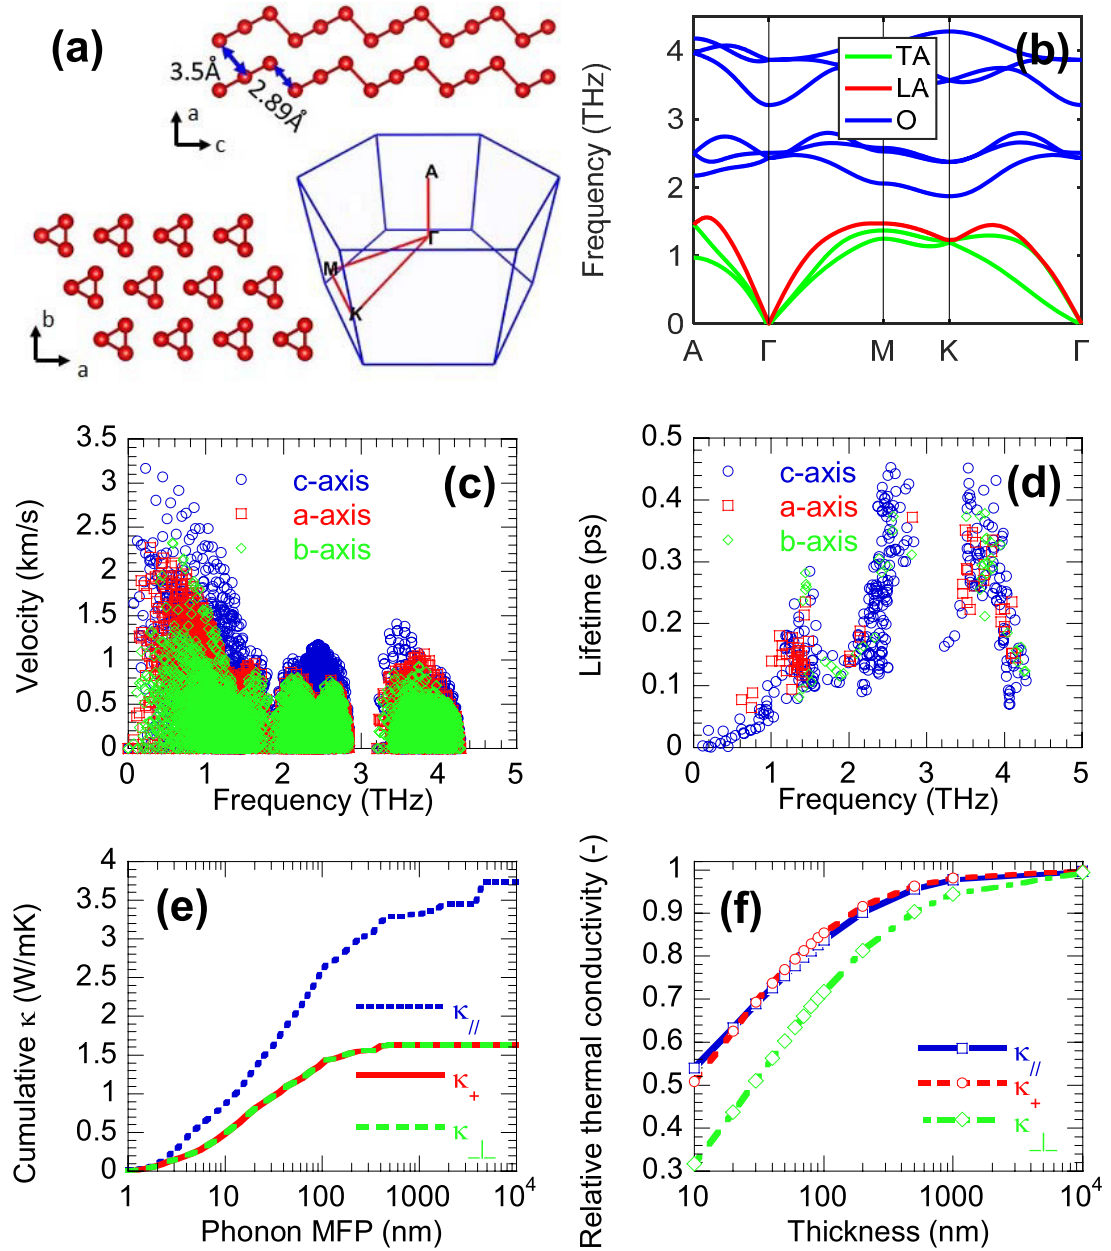 (a)
3.5Å
2.89Å
a
c
b
a
A
Γ
M
K
(b)
Frequency (THz)
4
3
2
1
0
TA
LA
O
A Γ M K Γ
(c)
Velocity (km/s)
3.5
3
2.5
2
1.5
1
0.5
0
c-axis
a-axis
b-axis
0 1 2 3 4 5
Frequency (THz)
(d)
Lifetime (ps)
0.5
0.4
0.3
0.2
0.1
0
c-axis
a-axis
b-axis
0 1 2 3 4 5
Frequency (THz)
(e)
Cumulative κ (W/mK)
4
3.5
3
2.5
2
1.5
1
0.5
0
κ//
κ+
κ⊥
1 10 100 1000 10⁴
Phonon MFP (nm)
(f)
Relative thermal conductivity (-)
1
0.9
0.8
0.7
0.6
0.5
0.4
0.3
κ//
κ+
κ⊥
10 100 1000 10⁴
Thickness (nm)